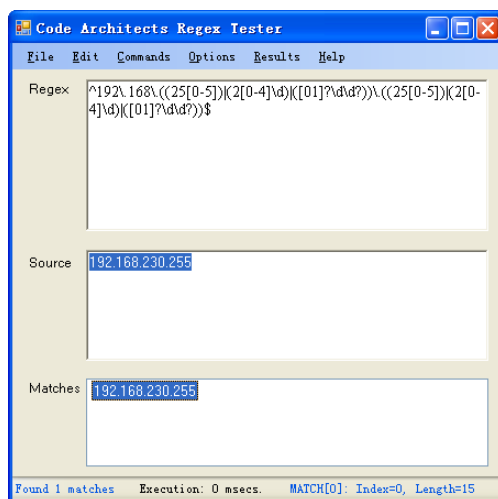 Code Architects Regex Tester
File Edit Commands Options Results Help
Regex
^192\.168\.((25[0-5])|(2[0-4]\d)|([01]?\d\d?))\.((25[0-5])|(2[0-
4]\d)|([01]?\d\d?))$
Source
192.168.230.255
Matches
192.168.230.255
Found 1 matches Execution: 0 msecs. MATCH[0]: Index=0, Length=15